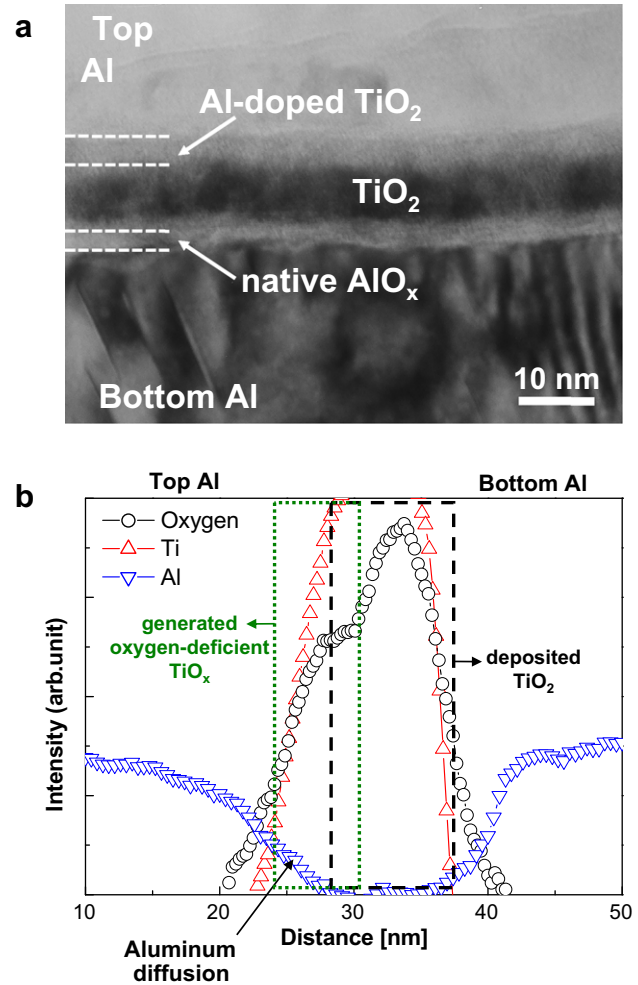 a
Top
Al
Al-doped TiO2
TiO2
native AlOx
Bottom Al
10 nm
b
Top Al
Bottom Al
Oxygen
Ti
Al
generated
oxygen-deficient
TiOx
deposited
TiO2
Intensity (arb.unit)
10
20
30
40
50
Distance [nm]
Aluminum
diffusion